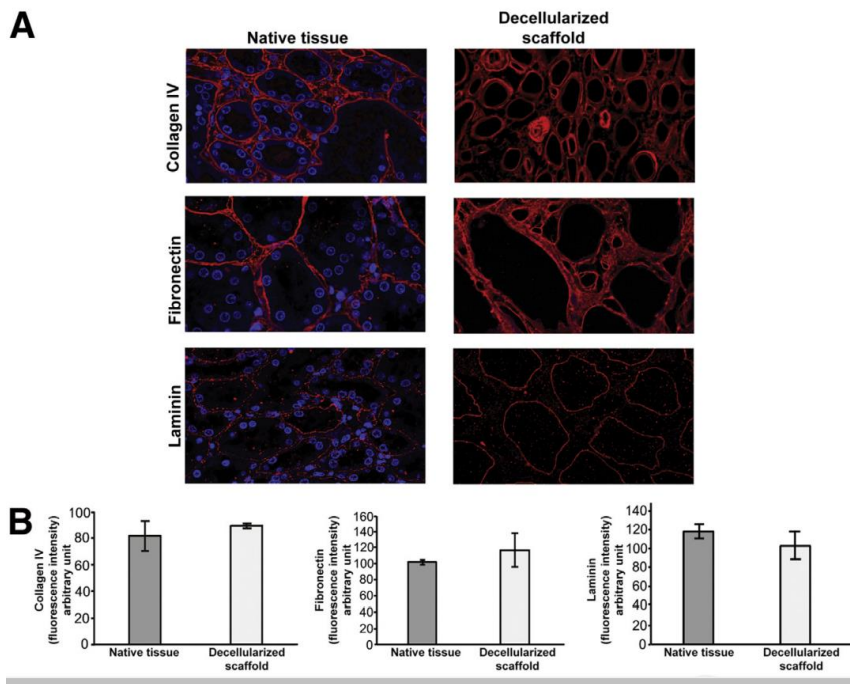 A
Native tissue
Decellularized
scaffold
Collagen IV
Fibronectin
Laminin
B
Collagen IV
(fluorescence intensity)
arbitrary unit
100
80
60
40
20
0
Native tissue
Decellularized
scaffold
Fibronectin
(fluorescence intensity)
arbitrary unit
160
140
120
100
80
60
40
20
0
Native tissue
Decellularized
scaffold
Laminin
(fluorescence intensity)
arbitrary unit
140
120
100
80
60
40
20
0
Native tissue
Decellularized
scaffold